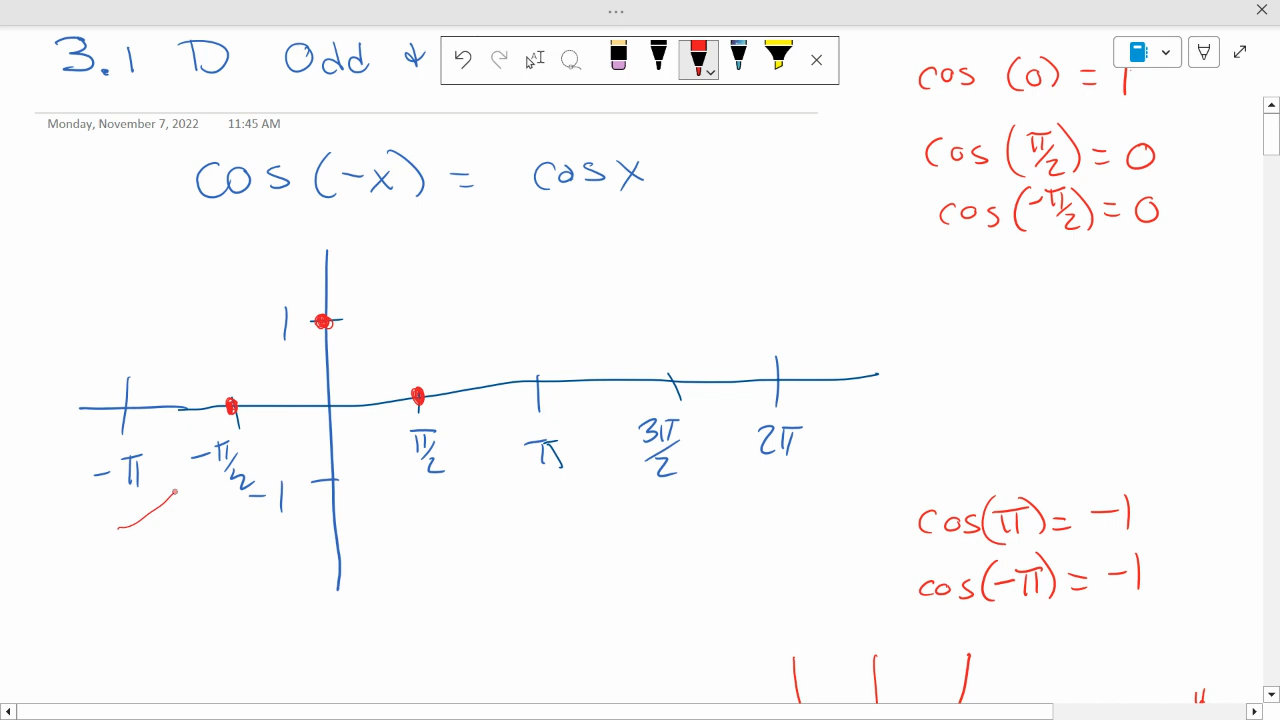 3.1 D Odd &
Monday, November 7, 2022 11:45 AM
cos (-x) = cos x
cos (0) = 1
cos (π/2) = 0
cos (-π/2) = 0
1
-π -π/2 π/2 π 3π/2 2π
-1
cos(π) = -1
cos(-π) = -1